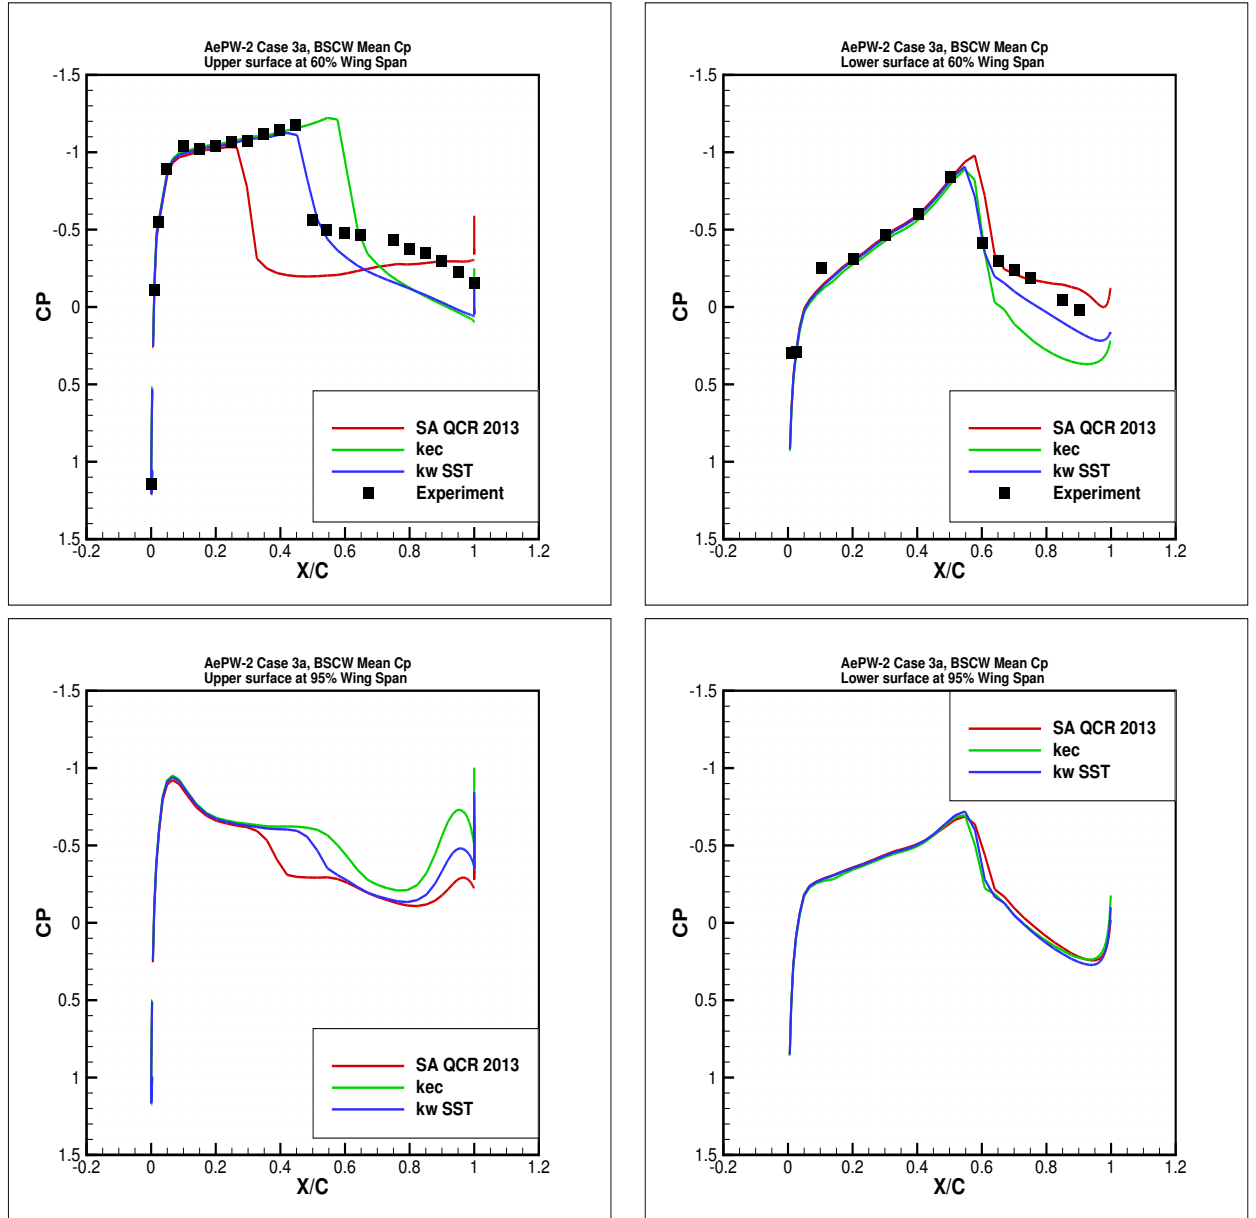 AePW-2 Case 3a, BSCW Mean Cp
Upper surface at 60% Wing Span
-1.5
-1
-0.5
0
0.5
1
1.5
CP
-0.2 0 0.2 0.4 0.6 0.8 1 1.2
X/C
SA QCR 2013
kec
kw SST
Experiment
AePW-2 Case 3a, BSCW Mean Cp
Lower surface at 60% Wing Span
-1.5
-1
-0.5
0
0.5
1
1.5
CP
-0.2 0 0.2 0.4 0.6 0.8 1 1.2
X/C
SA QCR 2013
kec
kw SST
Experiment
AePW-2 Case 3a, BSCW Mean Cp
Upper surface at 95% Wing Span
-1.5
-1
-0.5
0
0.5
1
1.5
CP
-0.2 0 0.2 0.4 0.6 0.8 1 1.2
X/C
SA QCR 2013
kec
kw SST
AePW-2 Case 3a, BSCW Mean Cp
Lower surface at 95% Wing Span
-1.5
-1
-0.5
0
0.5
1
1.5
CP
-0.2 0 0.2 0.4 0.6 0.8 1 1.2
X/C
SA QCR 2013
kec
kw SST